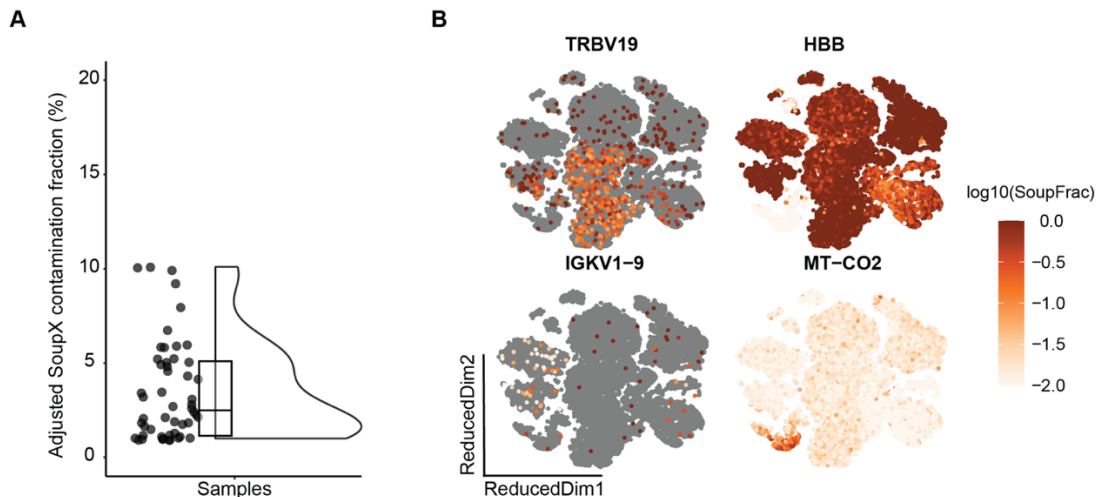 A
Adjusted SoupX contamination fraction (%)
20
15
10
5
0
Samples
B
TRBV19
HBB
IGKV1−9
MT−CO2
ReducedDim2
ReducedDim1
log10(SoupFrac)
0.0
−0.5
−1.0
−1.5
−2.0